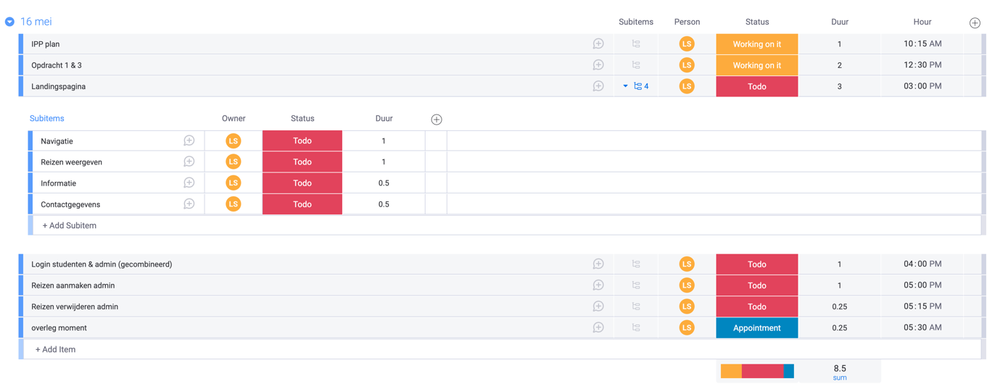 16 mei Subitems Person Status Duur Hour
IPP plan LS Working on it 1 10:15 AM
Opdracht 1 & 3 LS Working on it 2 12:30 PM
Landingspagina 4 LS Todo 3 03:00 PM
Subitems Owner Status Duur
Navigatie LS Todo 1
Reizen weergeven LS Todo 1
Informatie LS Todo 0.5
Contactgegevens LS Todo 0.5
+ Add Subitem
Login studenten & admin (gecombineerd) LS Todo 1 04:00 PM
Reizen aanmaken admin LS Todo 1 05:00 PM
Reizen verwijderen admin LS Todo 0.25 05:15 PM
overleg moment LS Appointment 0.25 05:30 AM
+ Add Item
8.5
sum